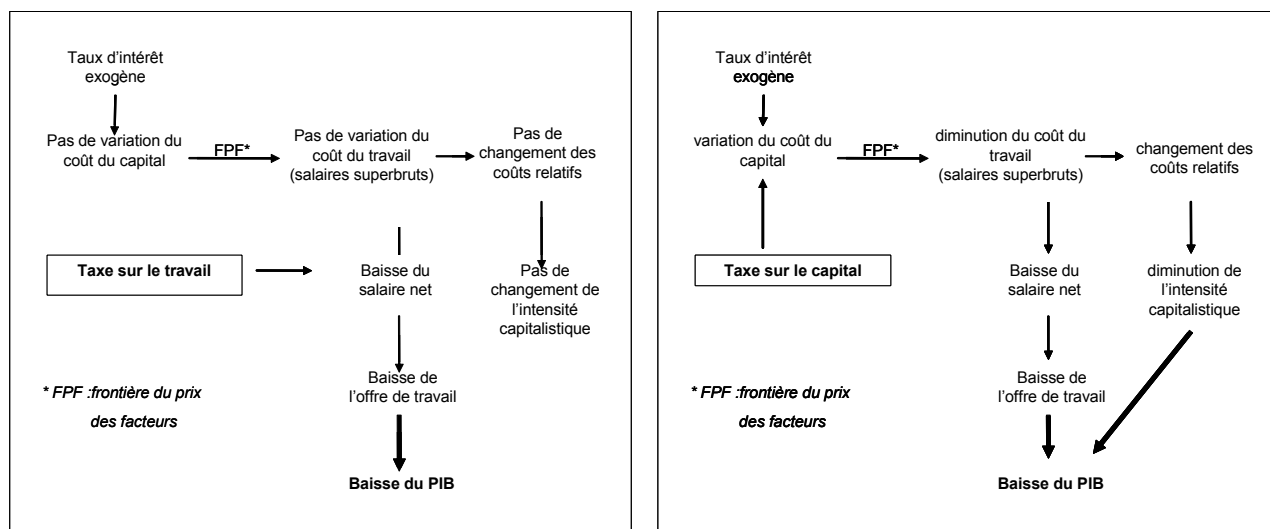 Taux d'intérêt
exogène
Pas de variation du
coût du capital
FPF*
Pas de variation du
coût du travail
(salaires superbruts)
Pas de
changement des
coûts relatifs
Taxe sur le travail
Baisse du
salaire net
Pas de
changement de
l'intensité
capitalistique
* FPF :frontière du prix
des facteurs
Baisse de
l'offre de travail
Baisse du PIB
Taux d'intérêt
exogène
variation du coût du
capital
FPF*
diminution du coût du
travail
(salaires superbruts)
changement des
coûts relatifs
Taxe sur le capital
Baisse du
salaire net
diminution de
l'intensité
capitalistique
* FPF :frontière du prix
des facteurs
Baisse de
l'offre de travail
Baisse du PIB